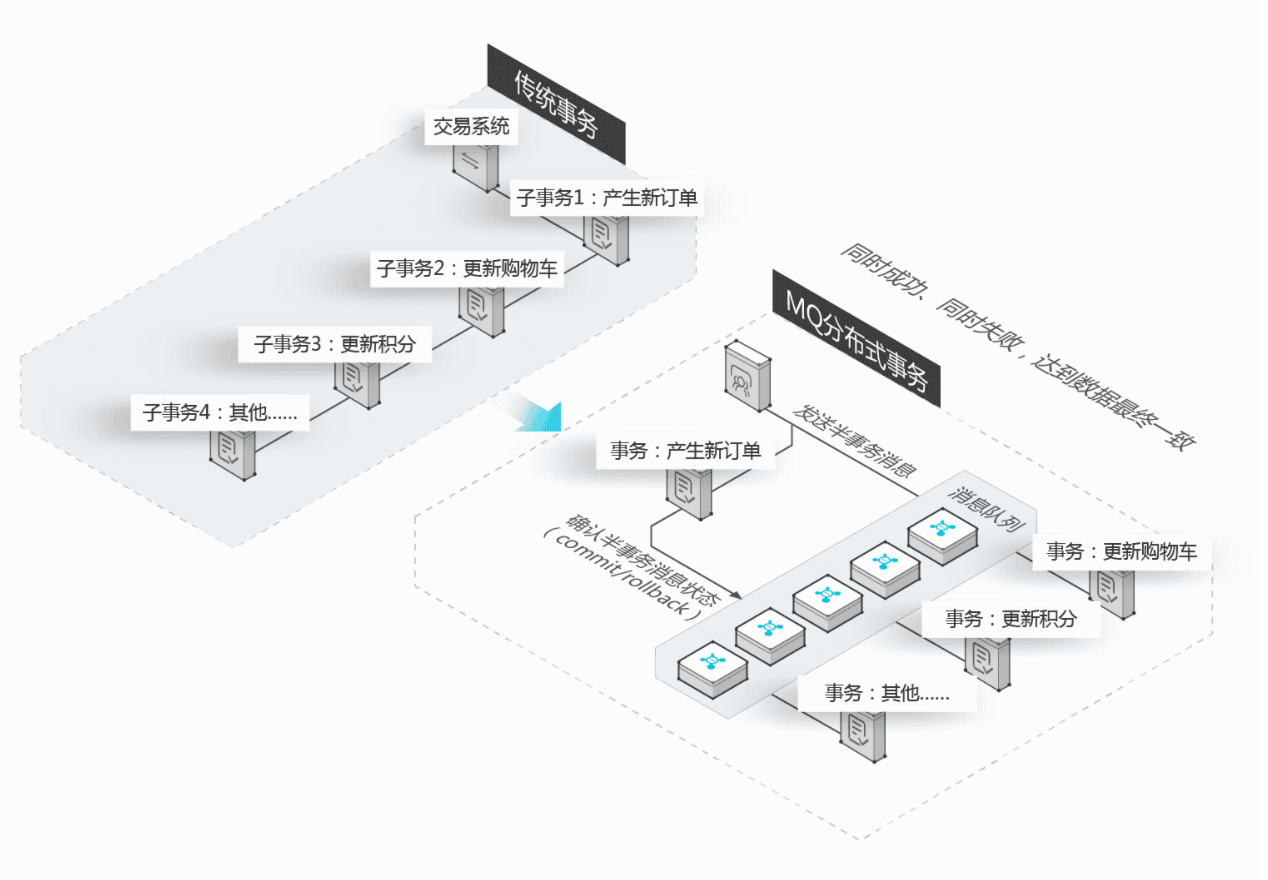 传统事务
交易系统
子事务1：产生新订单
子事务2：更新购物车
子事务3：更新积分
子事务4：其他......
同时成功、同时失败，达到数据最终一致
MQ分布式事务
发送半事务消息
事务：产生新订单
确认半事务消息状态
（commit/rollback）
消息队列
事务：更新购物车
事务：更新积分
事务：其他......